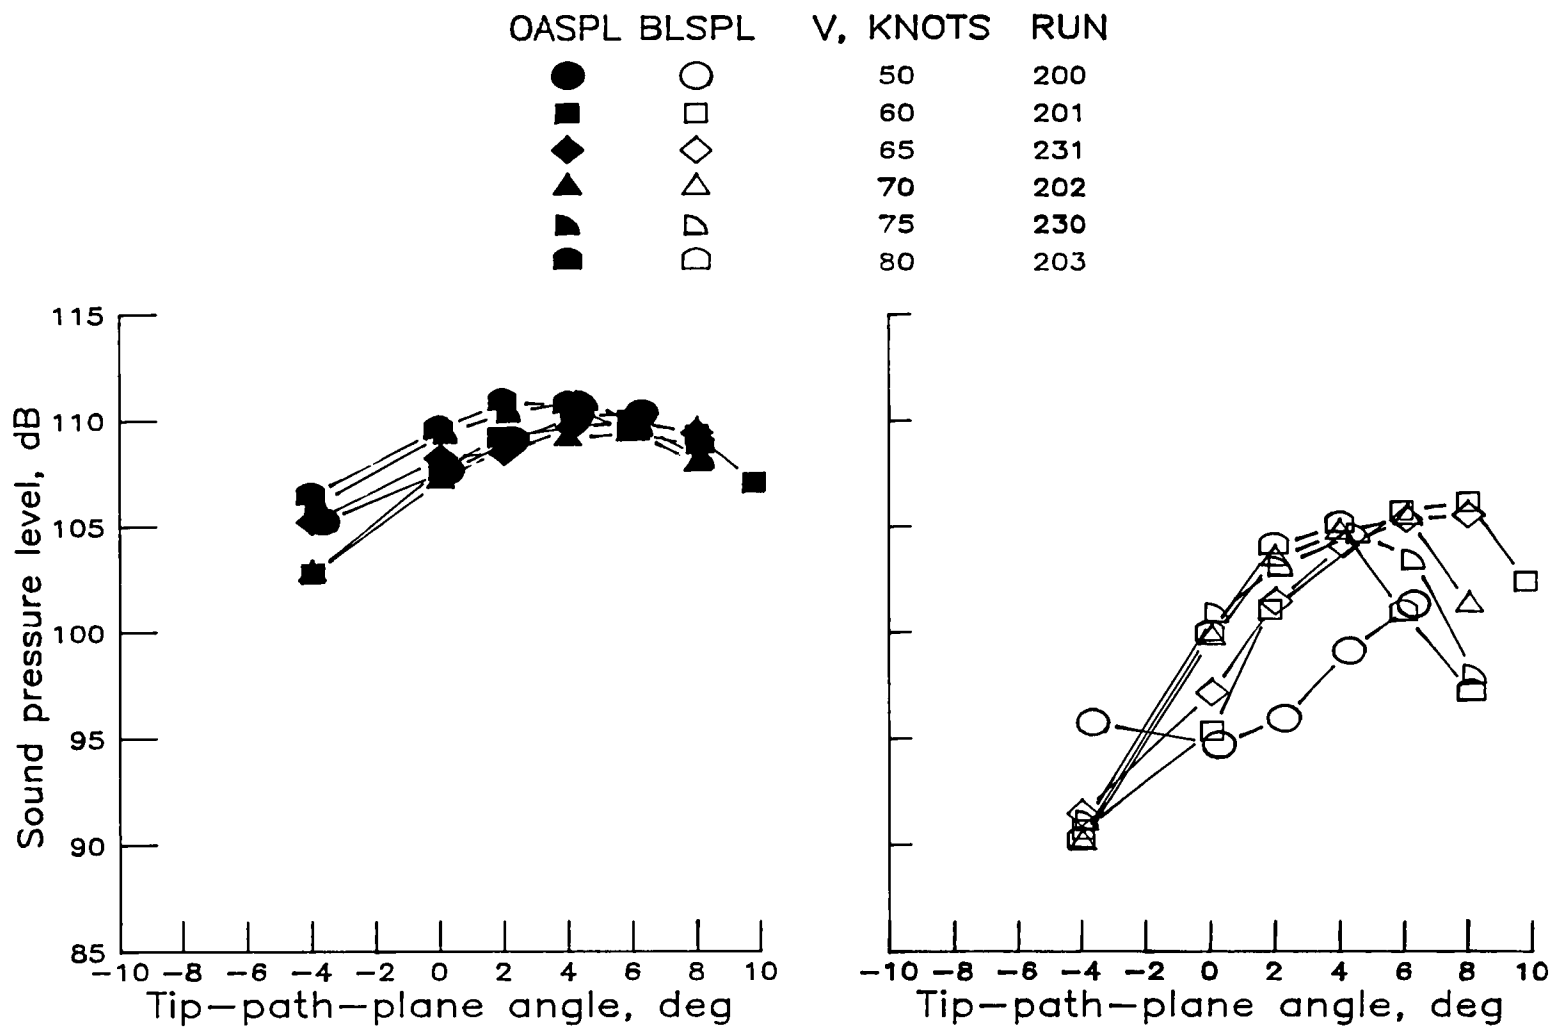 OASPL BLSPL V, KNOTS RUN
50 200
60 201
65 231
70 202
75 230
80 203
115
110
105
100
95
90
85
Sound pressure level, dB
-10 -8 -6 -4 -2 0 2 4 6 8 10
Tip-path-plane angle, deg
-10 -8 -6 -4 -2 0 2 4 6 8 10
Tip-path-plane angle, deg